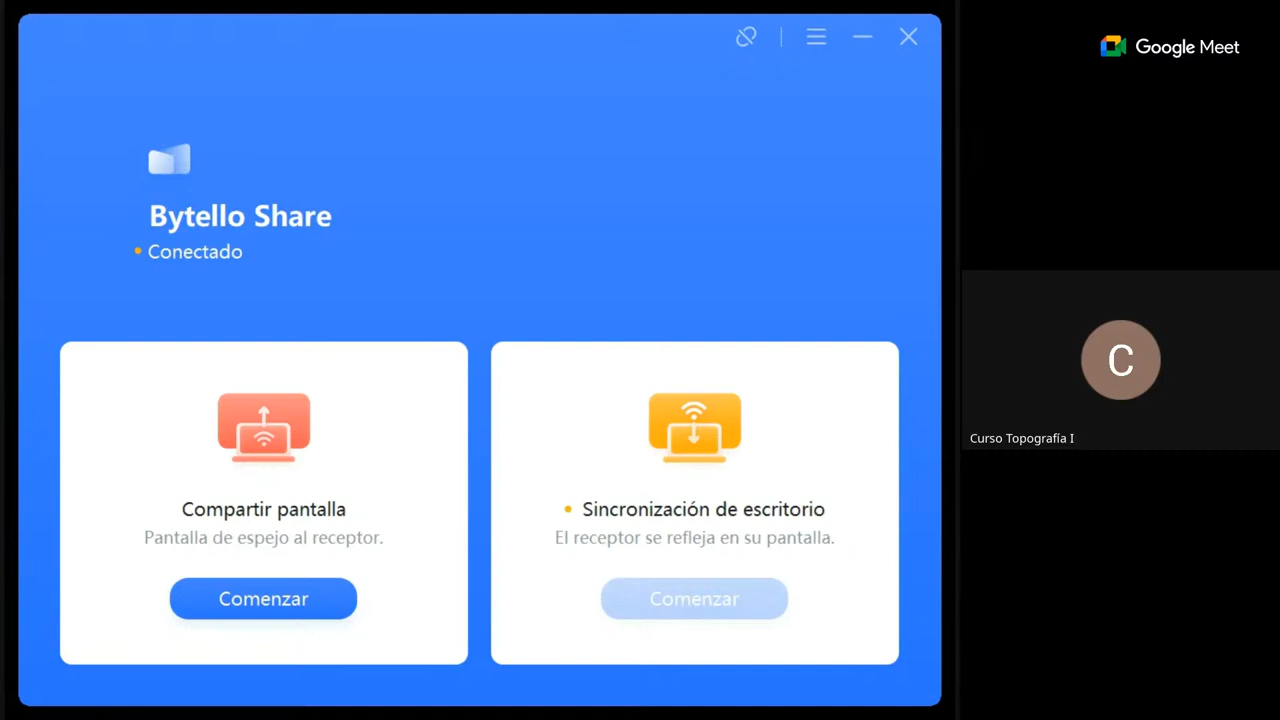 Google Meet
Bytello Share
Conectado
Compartir pantalla
Pantalla de espejo al receptor.
Comenzar
Sincronización de escritorio
El receptor se refleja en su pantalla.
Comenzar
C
Curso Topografía I